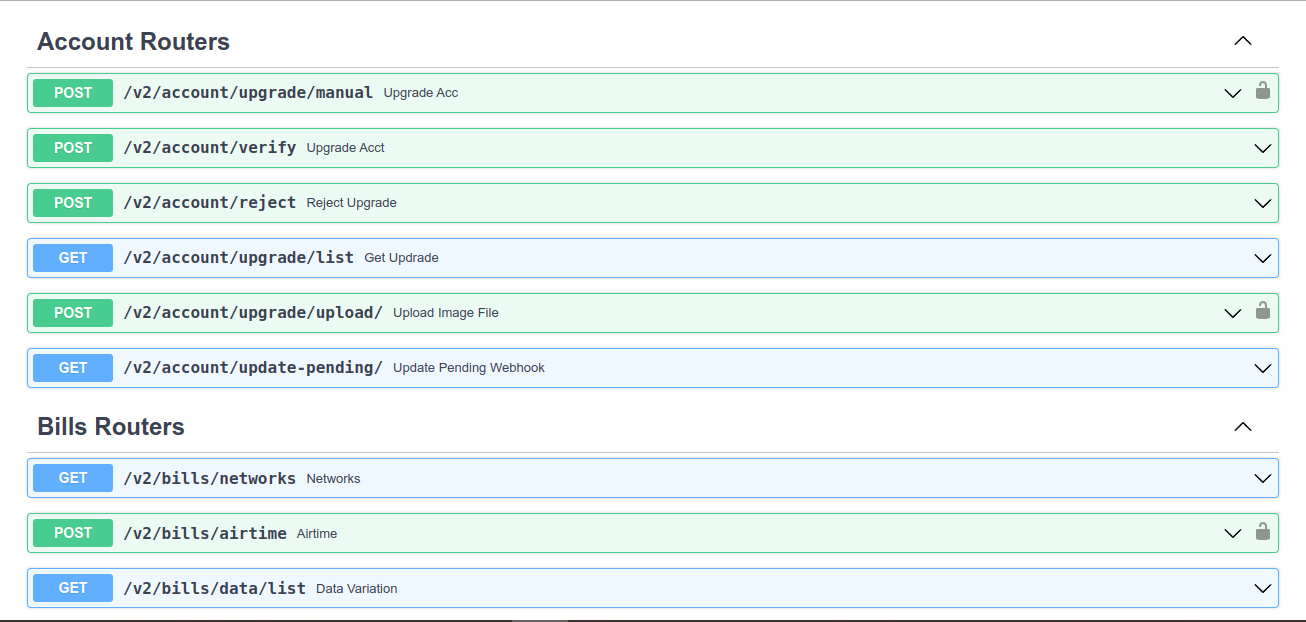 Account Routers
POST /v2/account/upgrade/manual Upgrade Acc
POST /v2/account/verify Upgrade Acct
POST /v2/account/reject Reject Upgrade
GET /v2/account/upgrade/list Get Updrade
POST /v2/account/upgrade/upload/ Upload Image File
GET /v2/account/update-pending/ Update Pending Webhook
Bills Routers
GET /v2/bills/networks Networks
POST /v2/bills/airtime Airtime
GET /v2/bills/data/list Data Variation